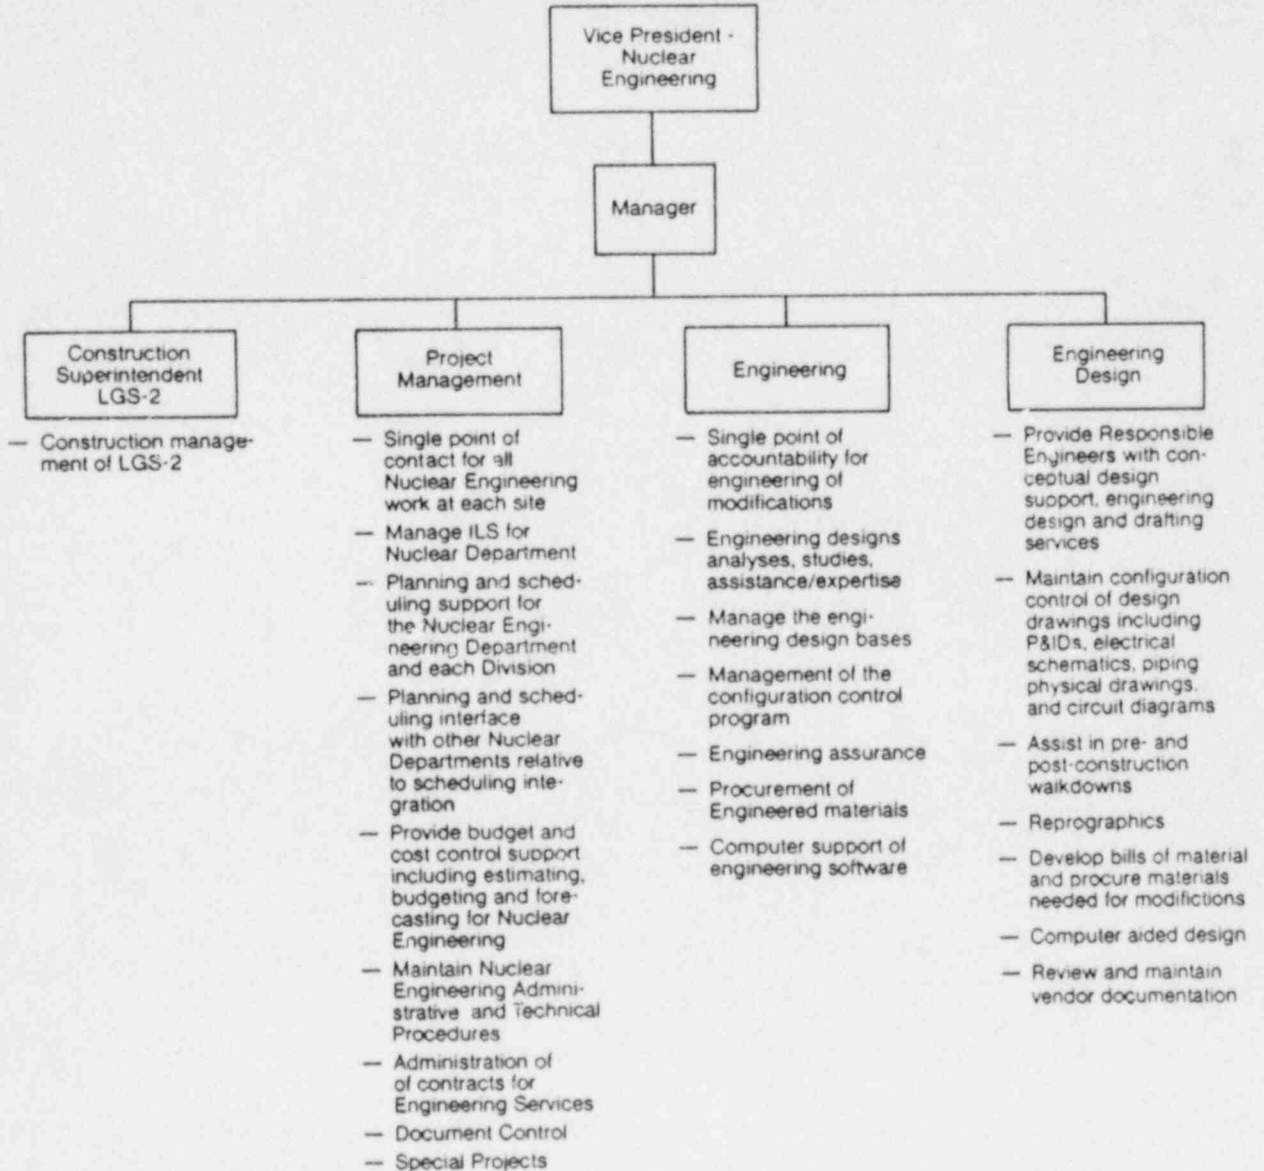 Vice President -
Nuclear
Engineering
Manager
Construction
Superintendent
LGS-2
— Construction manage-
ment of LGS-2
Project
Management
— Single point of
contact for all
Nuclear Engineering
work at each site
— Manage ILS for
Nuclear Department
— Planning and sched-
uling support for
the Nuclear Engi-
neering Department
and each Division
— Planning and sched-
uling interface
with other Nuclear
Departments relative
to scheduling inte-
gration
— Provide budget and
cost control support
including estimating,
budgeting and fore-
casting for Nuclear
Engineering
— Maintain Nuclear
Engineering Admini-
strative and Technical
Procedures
— Administration of
of contracts for
Engineering Services
— Document Control
— Special Projects
Engineering
— Single point of
accountability for
engineering of
modifications
— Engineering designs
analyses, studies,
assistance/expertise
— Manage the engi-
neering design bases
— Management of the
configuration control
program
— Engineering assurance
— Procurement of
Engineered materials
— Computer support of
engineering software
Engineering
Design
— Provide Responsible
Engineers with con-
ceptual design
support, engineering
design and drafting
services
— Maintain configuration
control of design
drawings including
P&IDs, electrical
schematics, piping
physical drawings,
and circuit diagrams
— Assist in pre- and
post-construction
walkdowns
— Reprographics
— Develop bills of material
and procure materials
needed for modifictions
— Computer aided design
— Review and maintain
vendor documentation